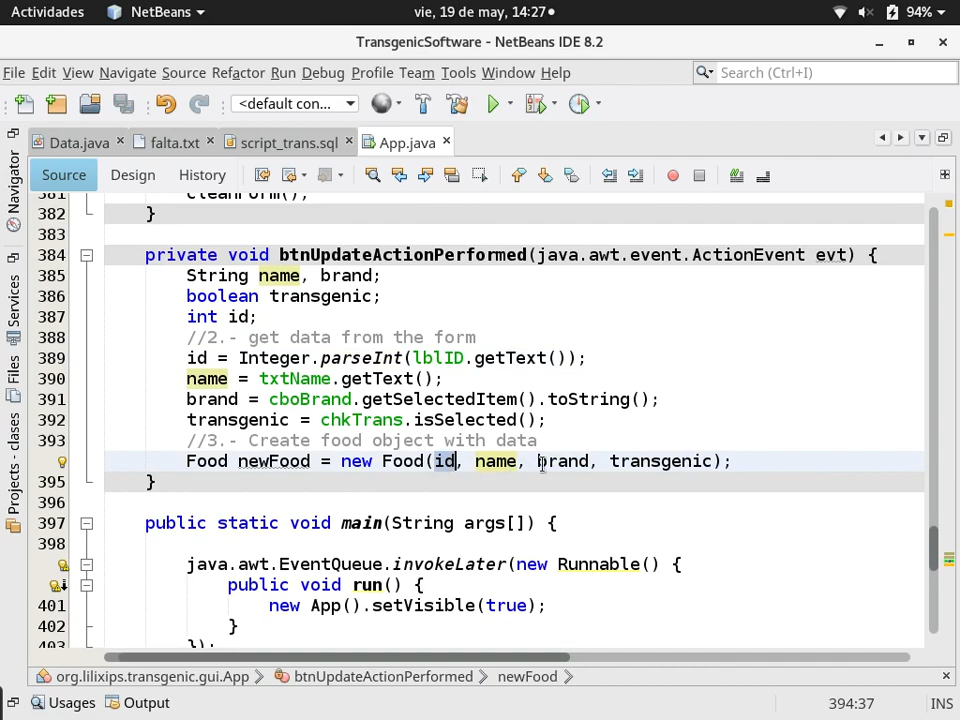 Actividades NetBeans vie, 19 de may, 14:27 94%
TransgenicSoftware - NetBeans IDE 8.2
File Edit View Navigate Source Refactor Run Debug Profile Team Tools Window Help Search (Ctrl+I)
<default con...
Data.java falta.txt script_trans.sql App.java
Source Design History
381 cleanForm();
382 }
383
384 private void btnUpdateActionPerformed(java.awt.event.ActionEvent evt) {
385 String name, brand;
386 boolean transgenic;
387 int id;
388 //2.- get data from the form
389 id = Integer.parseInt(lblID.getText());
390 name = txtName.getText();
391 brand = cboBrand.getSelectedItem().toString();
392 transgenic = chkTrans.isSelected();
393 //3.- Create food object with data
Food newFood = new Food(id, name, brand, transgenic);
395 }
396
397 public static void main(String args[]) {
398
java.awt.EventQueue.invokeLater(new Runnable() {
public void run() {
401 new App().setVisible(true);
402 }
403 });
Navigator
Services
Files
Proyectos - clases
org.lilixips.transgenic.gui.App btnUpdateActionPerformed newFood
Usages Output 394:37 INS